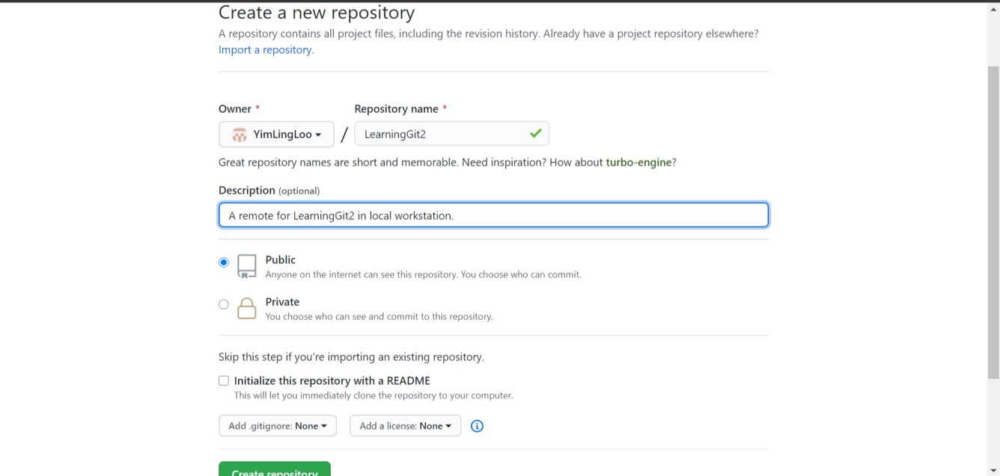 Create a new repository
A repository contains all project files, including the revision history. Already have a project repository elsewhere?
Import a repository.
Owner * Repository name *
YimLingLoo / LearningGit2
Great repository names are short and memorable. Need inspiration? How about turbo-engine?
Description (optional)
A remote for LearningGit2 in local workstation.
Public
Anyone on the internet can see this repository. You choose who can commit.
Private
You choose who can see and commit to this repository.
Skip this step if you're importing an existing repository.
Initialize this repository with a README
This will let you immediately clone the repository to your computer.
Add .gitignore: None Add a license: None
Create repository